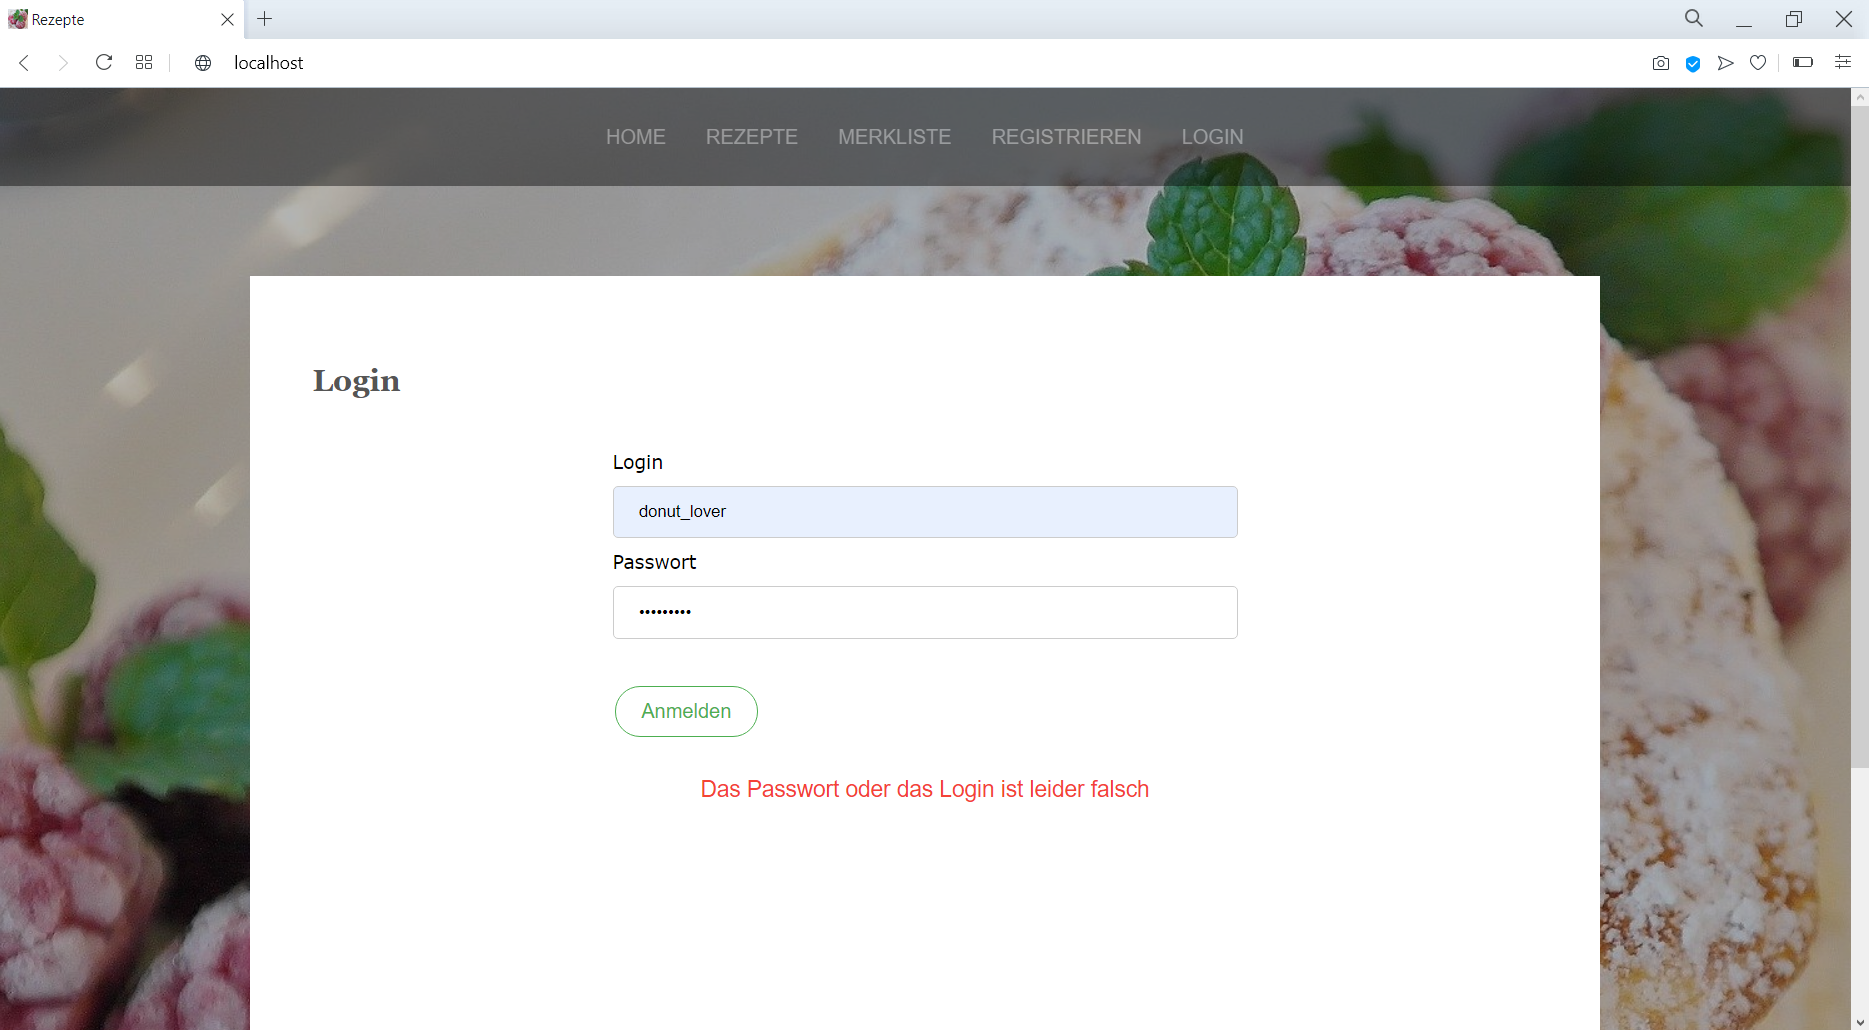 Rezepte
localhost
HOME REZEPTE MERKLISTE REGISTRIEREN LOGIN
Login
Login
donut_lover
Passwort
•••••••••
Anmelden
Das Passwort oder das Login ist leider falsch